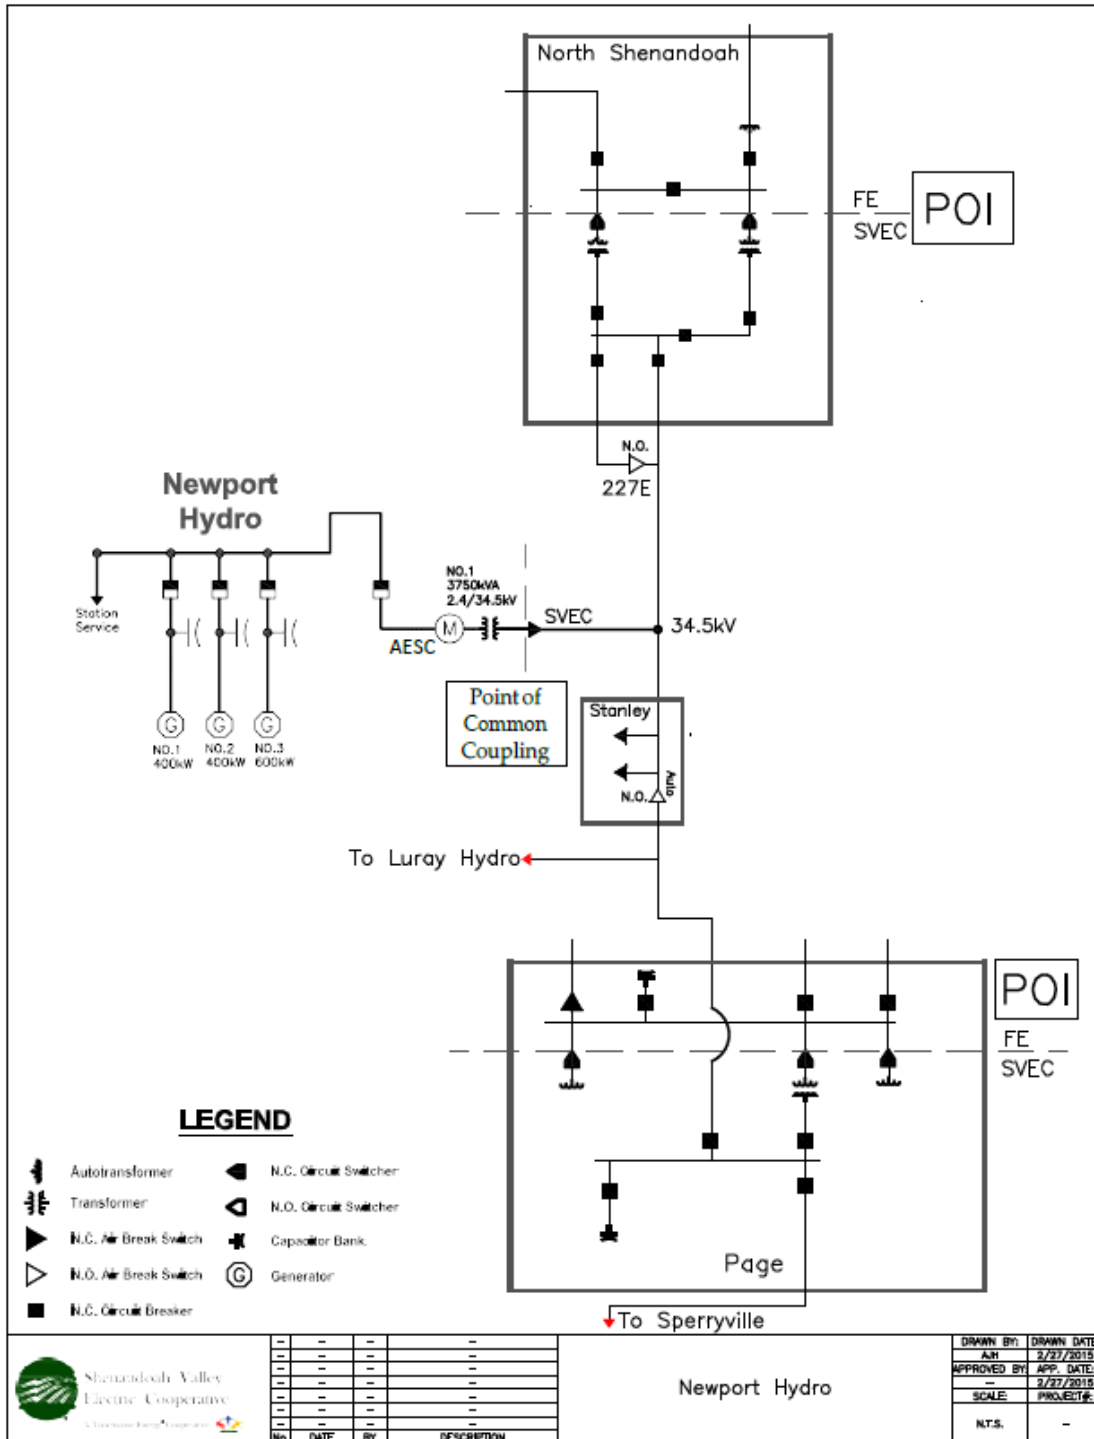 North Shenandoah
FE
SVEC
POI
N.O.
227E
Newport
Hydro
Station
Service
NO.1
3750kVA
2.4/34.5kV
SVEC
34.5kV
M
AESC
Point of
Common
Coupling
G
G
G
NO.1
400kW
NO.2
400kW
NO.3
600kW
Stanley
Auto
N.O.
To Luray Hydro
POI
FE
SVEC
Page
To Sperryville
LEGEND
Autotransformer
N.C. Circuit Switcher
Transformer
N.O. Circuit Switcher
N.C. Air Break Switch
Capacitor Bank
N.O. Air Break Switch
G
Generator
N.C. Circuit Breaker
Shenandoah Valley
Electric Cooperative
No.
DATE
BY
DESCRIPTION
Newport Hydro
DRAWN BY:
DRAWN DATE
AJH
2/27/2015
APPROVED BY:
APP. DATE:
–
2/27/2015
SCALE:
PROJECT#:
N.T.S.
–